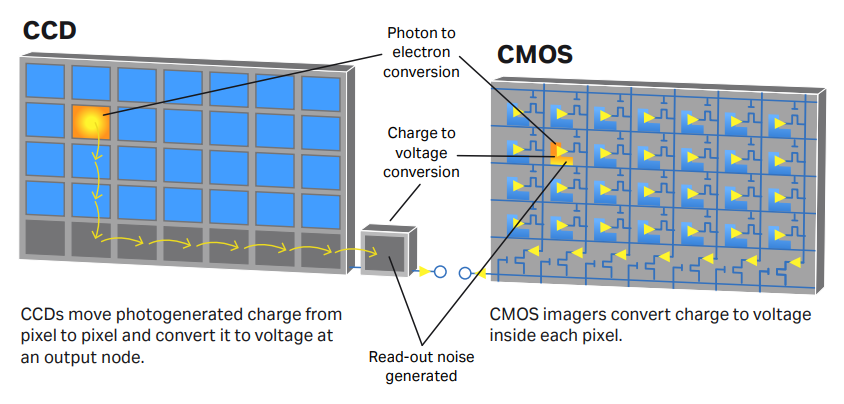 CCD
Photon to
electron
conversion
CMOS
Charge to
voltage
conversion
CCDs move photogenerated charge from
pixel to pixel and convert it to voltage at
an output node.
CMOS imagers convert charge to voltage
inside each pixel.
Read-out noise
generated